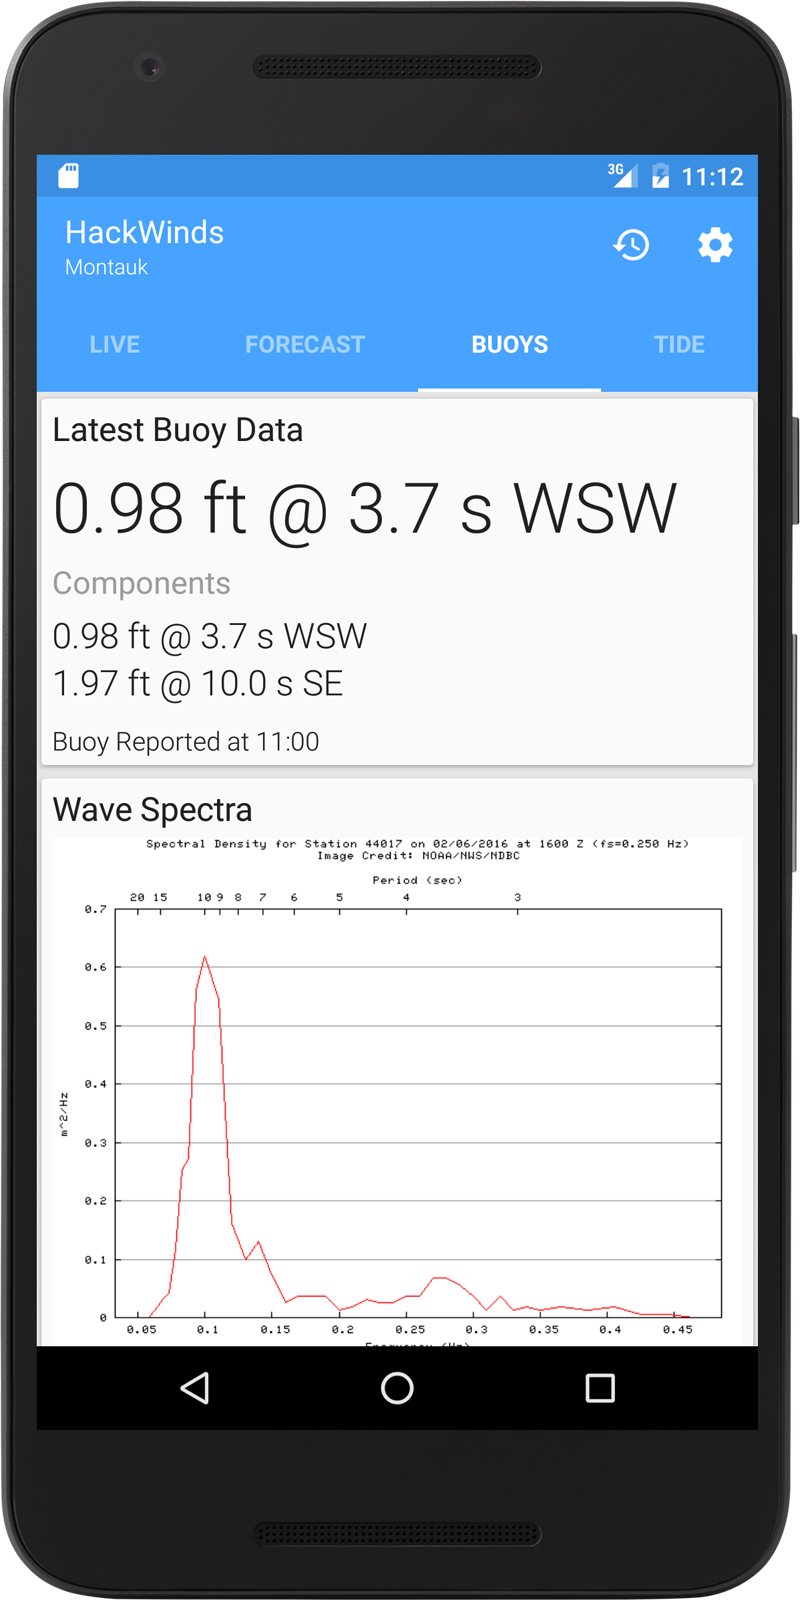 3G 11:12
HackWinds
Montauk
LIVE FORECAST BUOYS TIDE
Latest Buoy Data
0.98 ft @ 3.7 s WSW
Components
0.98 ft @ 3.7 s WSW
1.97 ft @ 10.0 s SE
Buoy Reported at 11:00
Wave Spectra
Spectral Density for Station 44017 on 02/06/2016 at 1600 Z (fs=0.250 Hz)
Image Credit: NOAA/NWS/NDBC
Period (sec)
20 15 10 9 8 7 6 5 4 3
0.7
0.6
0.5
0.4
m^2/Hz
0.3
0.2
0.1
0
0.05 0.1 0.15 0.2 0.25 0.3 0.35 0.4 0.45
Frequency (Hz)